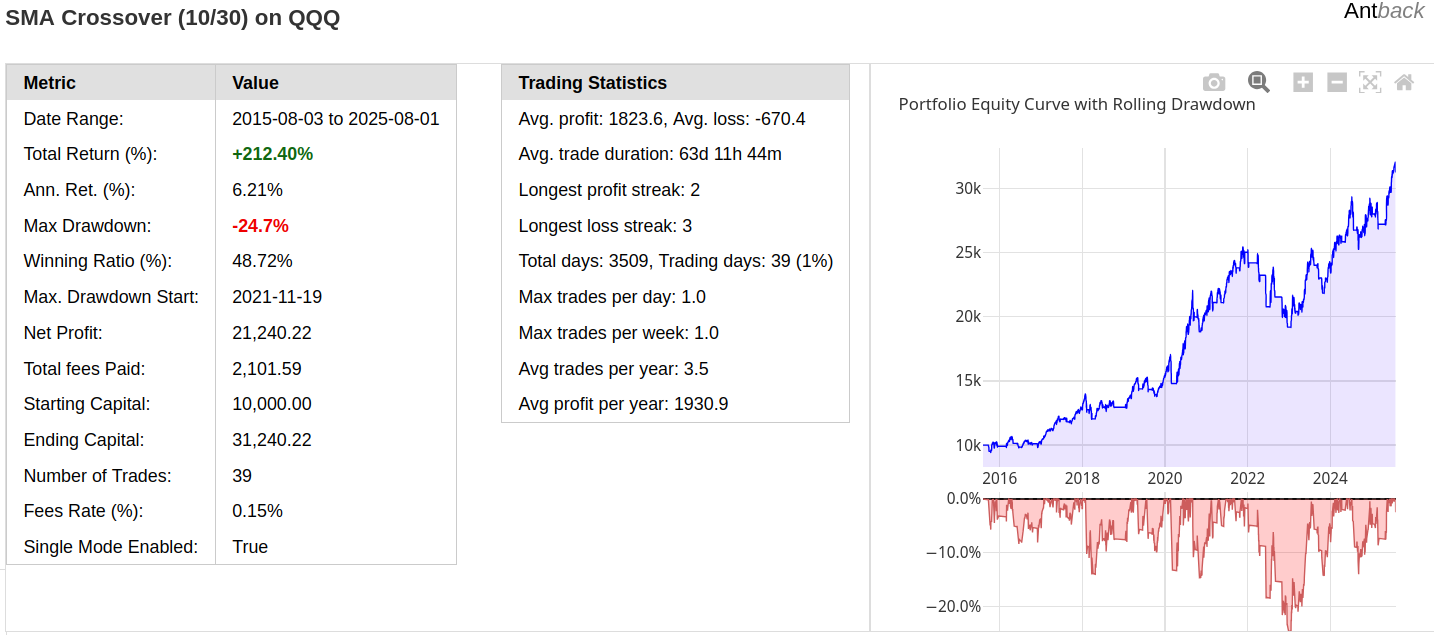 SMA Crossover (10/30) on QQQ
Antback
Metric Value
Date Range: 2015-08-03 to 2025-08-01
Total Return (%): +212.40%
Ann. Ret. (%): 6.21%
Max Drawdown: -24.7%
Winning Ratio (%): 48.72%
Max. Drawdown Start: 2021-11-19
Net Profit: 21,240.22
Total fees Paid: 2,101.59
Starting Capital: 10,000.00
Ending Capital: 31,240.22
Number of Trades: 39
Fees Rate (%): 0.15%
Single Mode Enabled: True
Trading Statistics
Avg. profit: 1823.6, Avg. loss: -670.4
Avg. trade duration: 63d 11h 44m
Longest profit streak: 2
Longest loss streak: 3
Total days: 3509, Trading days: 39 (1%)
Max trades per day: 1.0
Max trades per week: 1.0
Avg trades per year: 3.5
Avg profit per year: 1930.9
Portfolio Equity Curve with Rolling Drawdown
30k
25k
20k
15k
10k
2016 2018 2020 2022 2024
0.0%
−10.0%
−20.0%